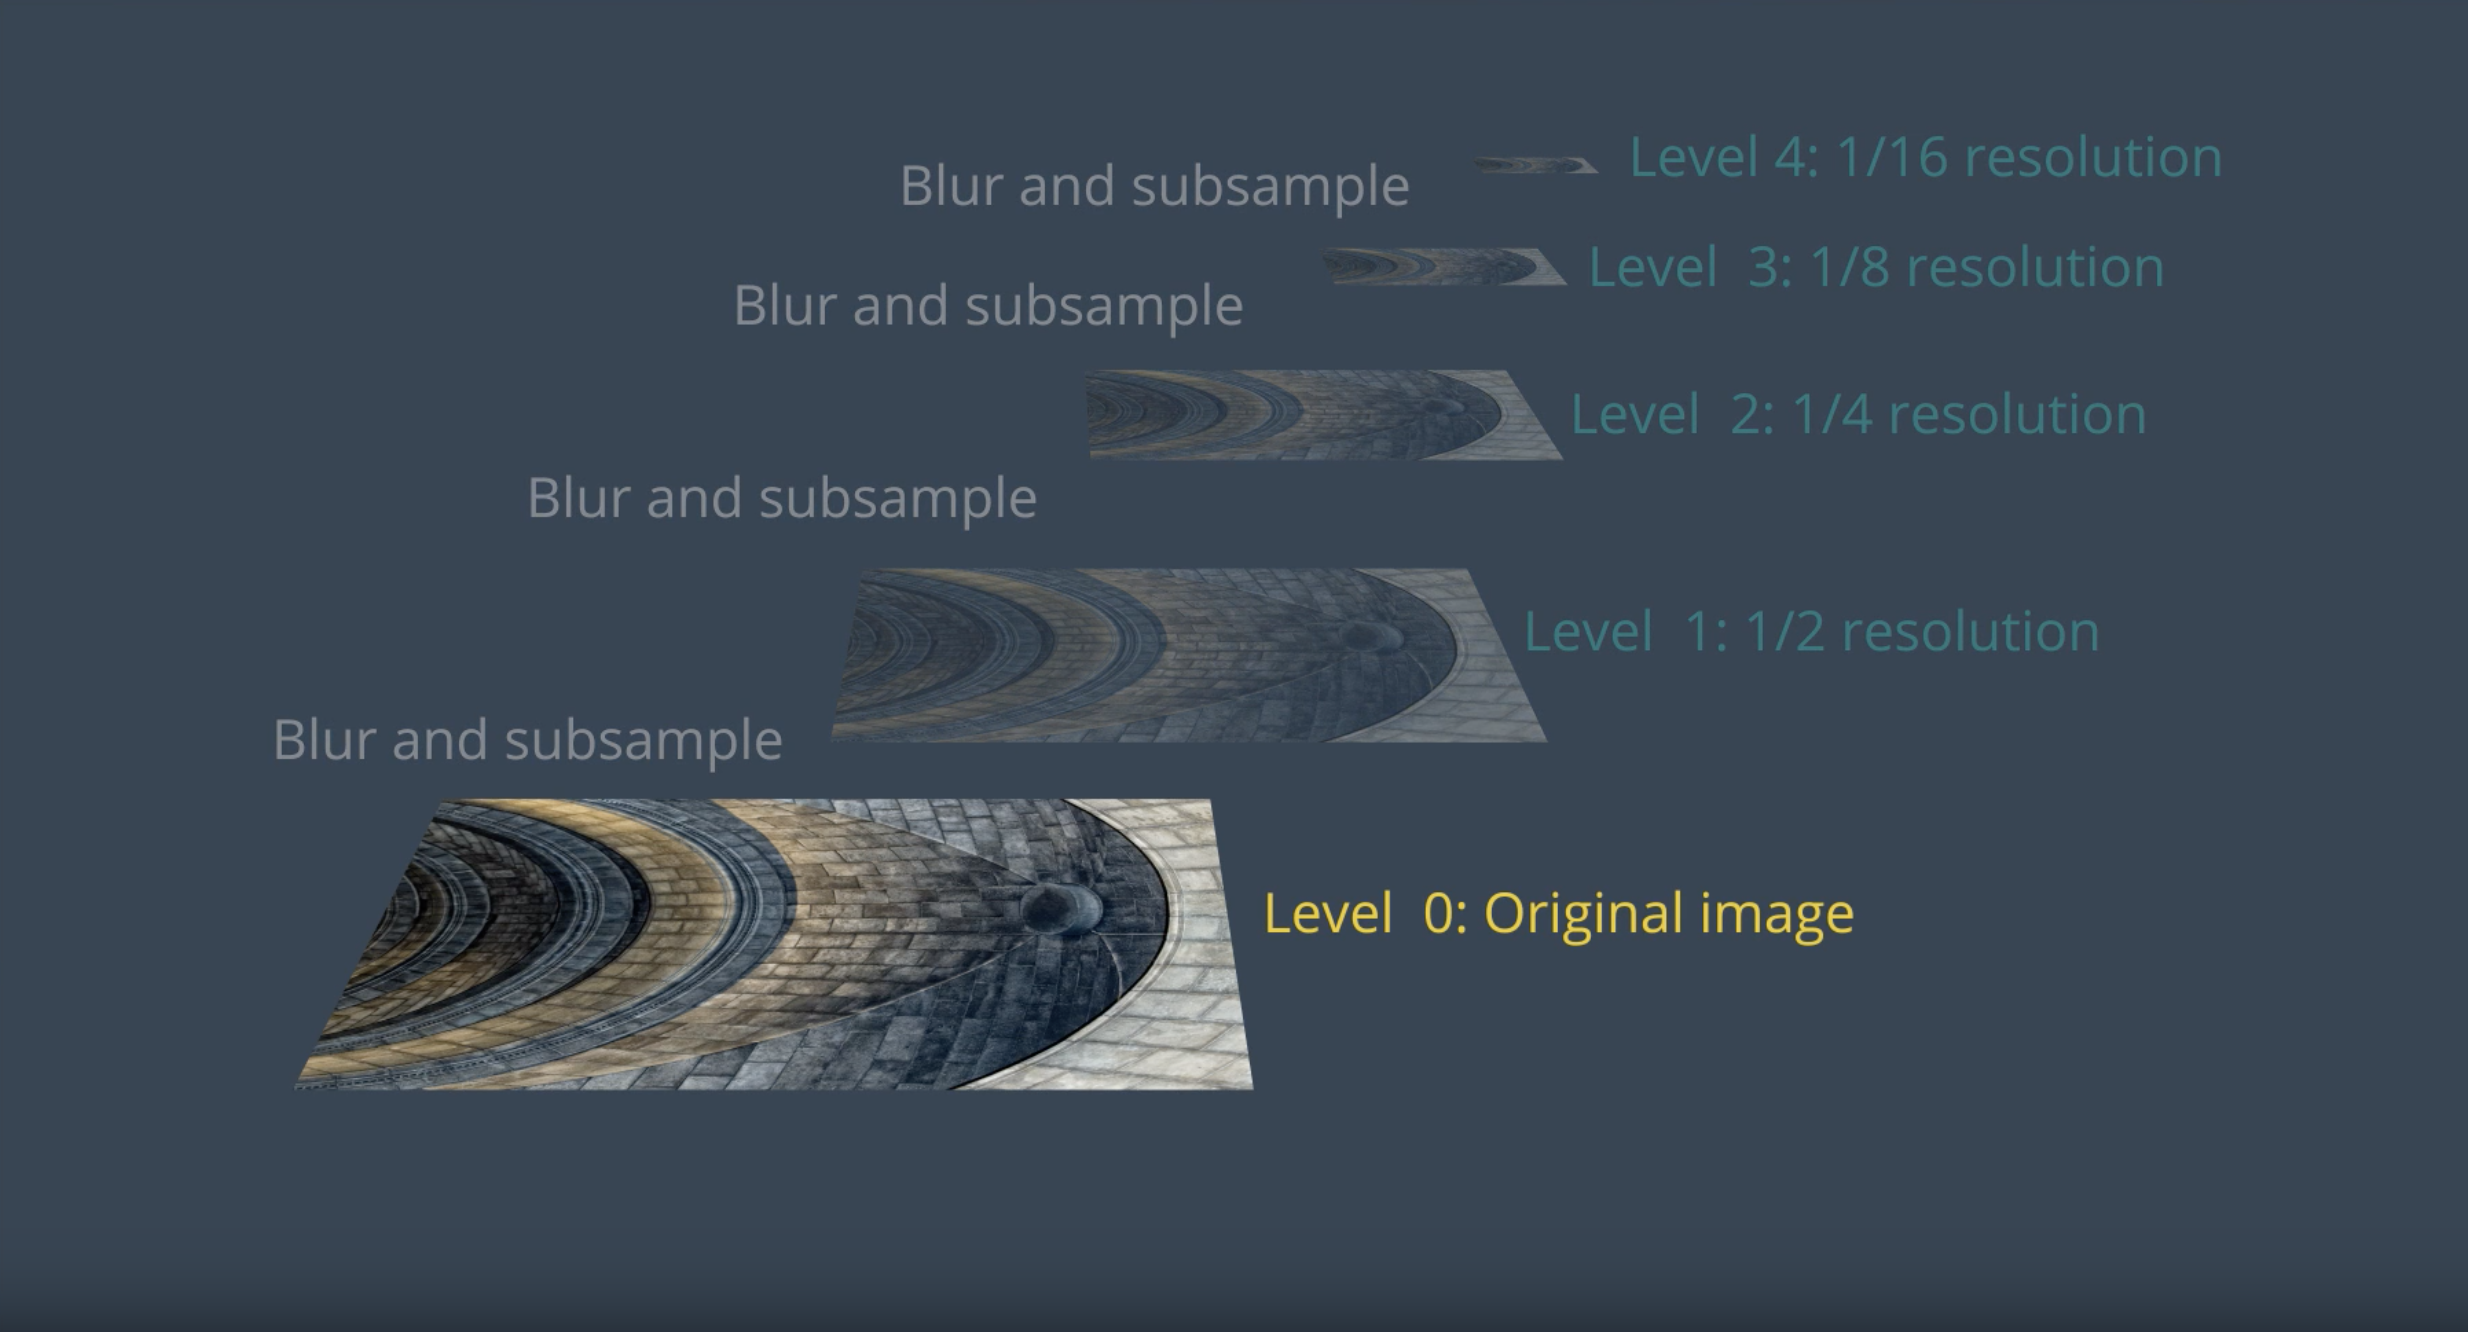 Level 4: 1/16 resolution
Blur and subsample
Level 3: 1/8 resolution
Blur and subsample
Level 2: 1/4 resolution
Blur and subsample
Level 1: 1/2 resolution
Blur and subsample
Level 0: Original image